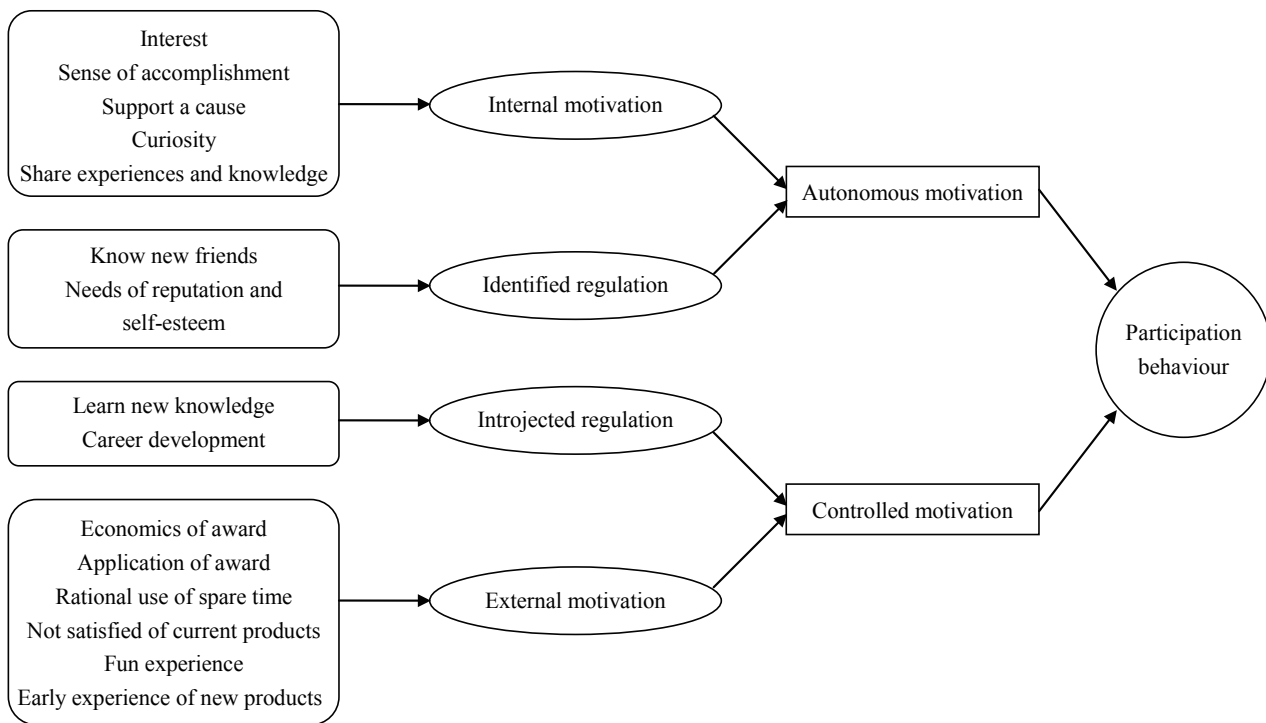 Interest
Sense of accomplishment
Support a cause
Curiosity
Share experiences and knowledge
Internal motivation
Autonomous motivation
Know new friends
Needs of reputation and
self-esteem
Identified regulation
Participation
behaviour
Learn new knowledge
Career development
Introjected regulation
Controlled motivation
Economics of award
Application of award
Rational use of spare time
Not satisfied of current products
Fun experience
Early experience of new products
External motivation